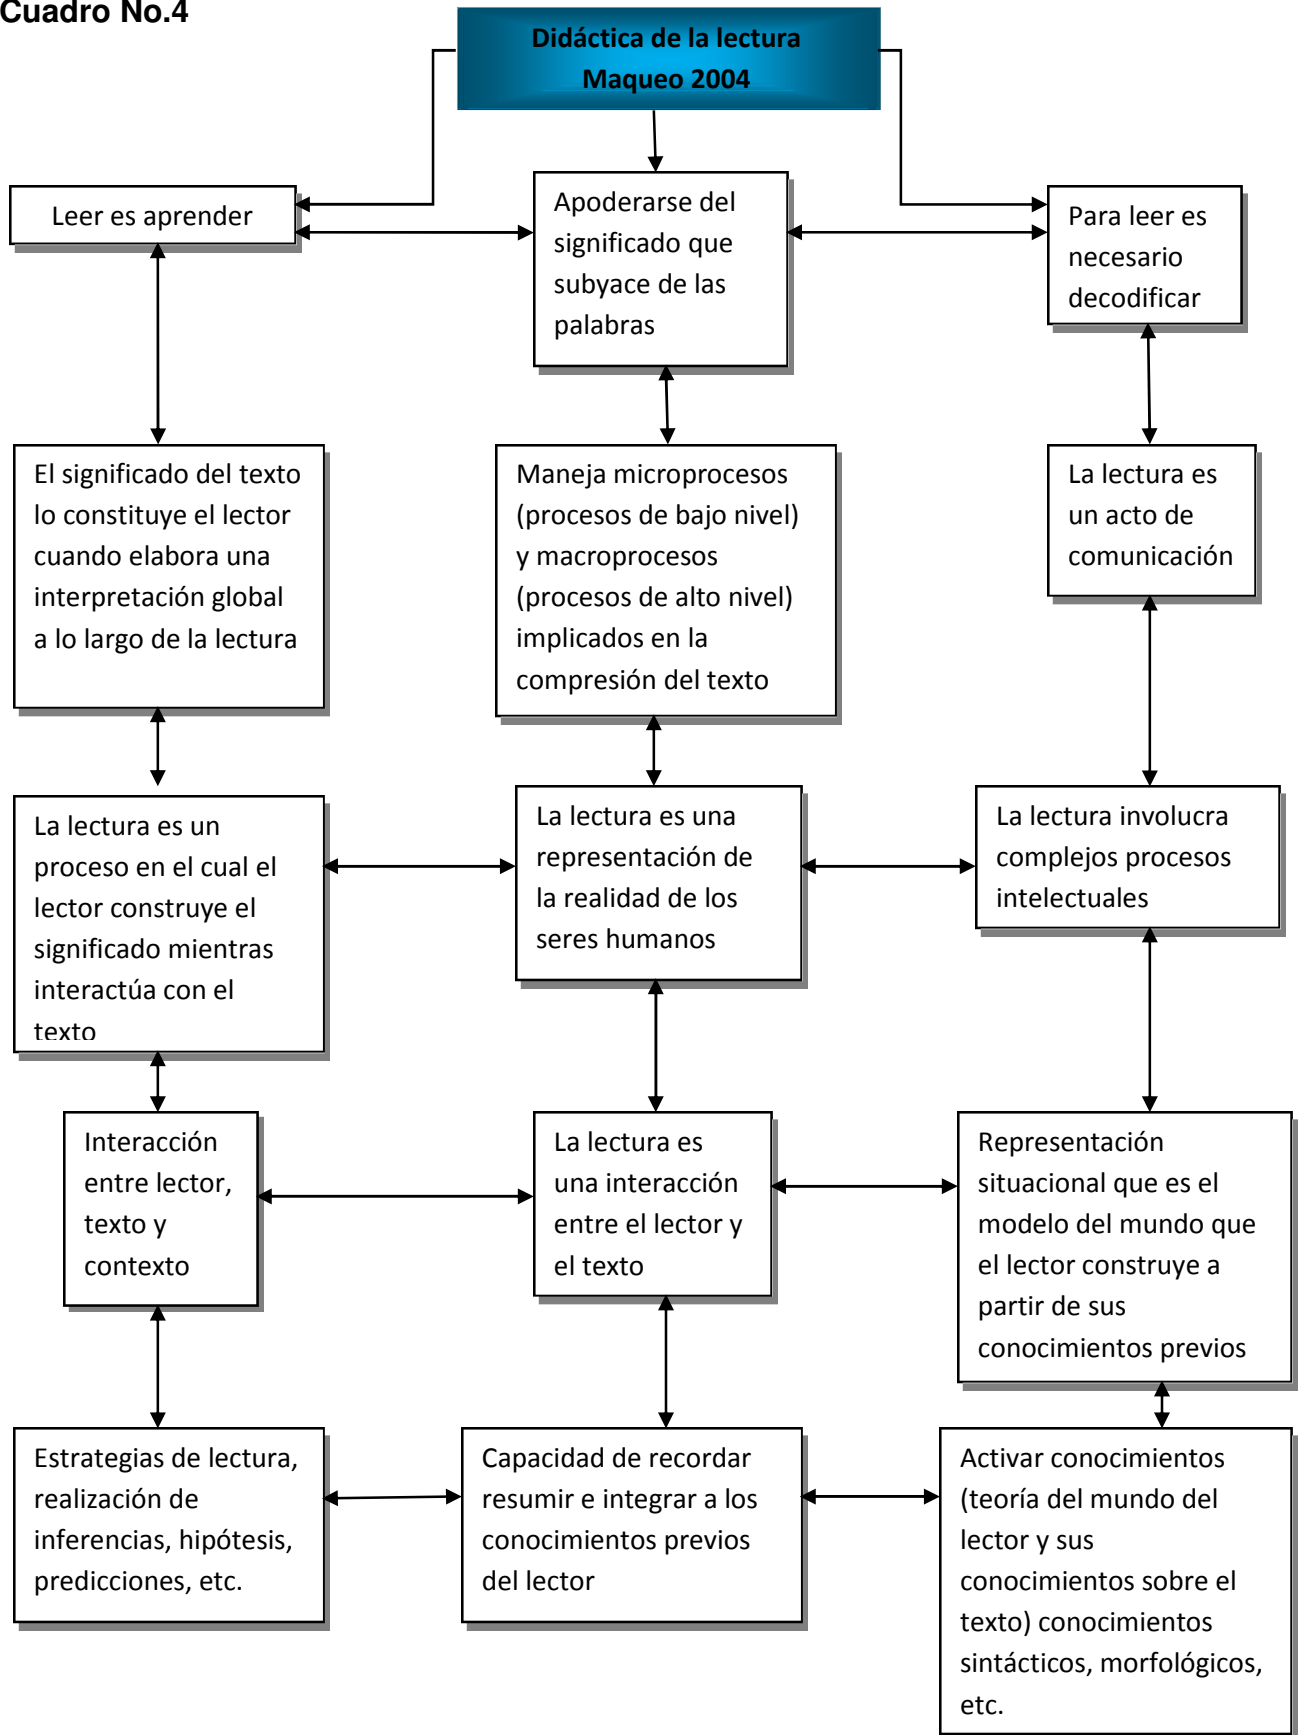 Cuadro No.4
Didáctica de la lectura
Maqueo 2004
Leer es aprender
Apoderarse del
significado que
subyace de las
palabras
Para leer es
necesario
decodificar
El significado del texto
lo constituye el lector
cuando elabora una
interpretación global
a lo largo de la lectura
Maneja microprocesos
(procesos de bajo nivel)
y macroprocesos
(procesos de alto nivel)
implicados en la
compresión del texto
La lectura es
un acto de
comunicación
La lectura es un
proceso en el cual el
lector construye el
significado mientras
interactúa con el
texto
La lectura es una
representación de
la realidad de los
seres humanos
La lectura involucra
complejos procesos
intelectuales
Interacción
entre lector,
texto y
contexto
La lectura es
una interacción
entre el lector y
el texto
Representación
situacional que es el
modelo del mundo que
el lector construye a
partir de sus
conocimientos previos
Estrategias de lectura,
realización de
inferencias, hipótesis,
predicciones, etc.
Capacidad de recordar
resumir e integrar a los
conocimientos previos
del lector
Activar conocimientos
(teoría del mundo del
lector y sus
conocimientos sobre el
texto) conocimientos
sintácticos, morfológicos,
etc.